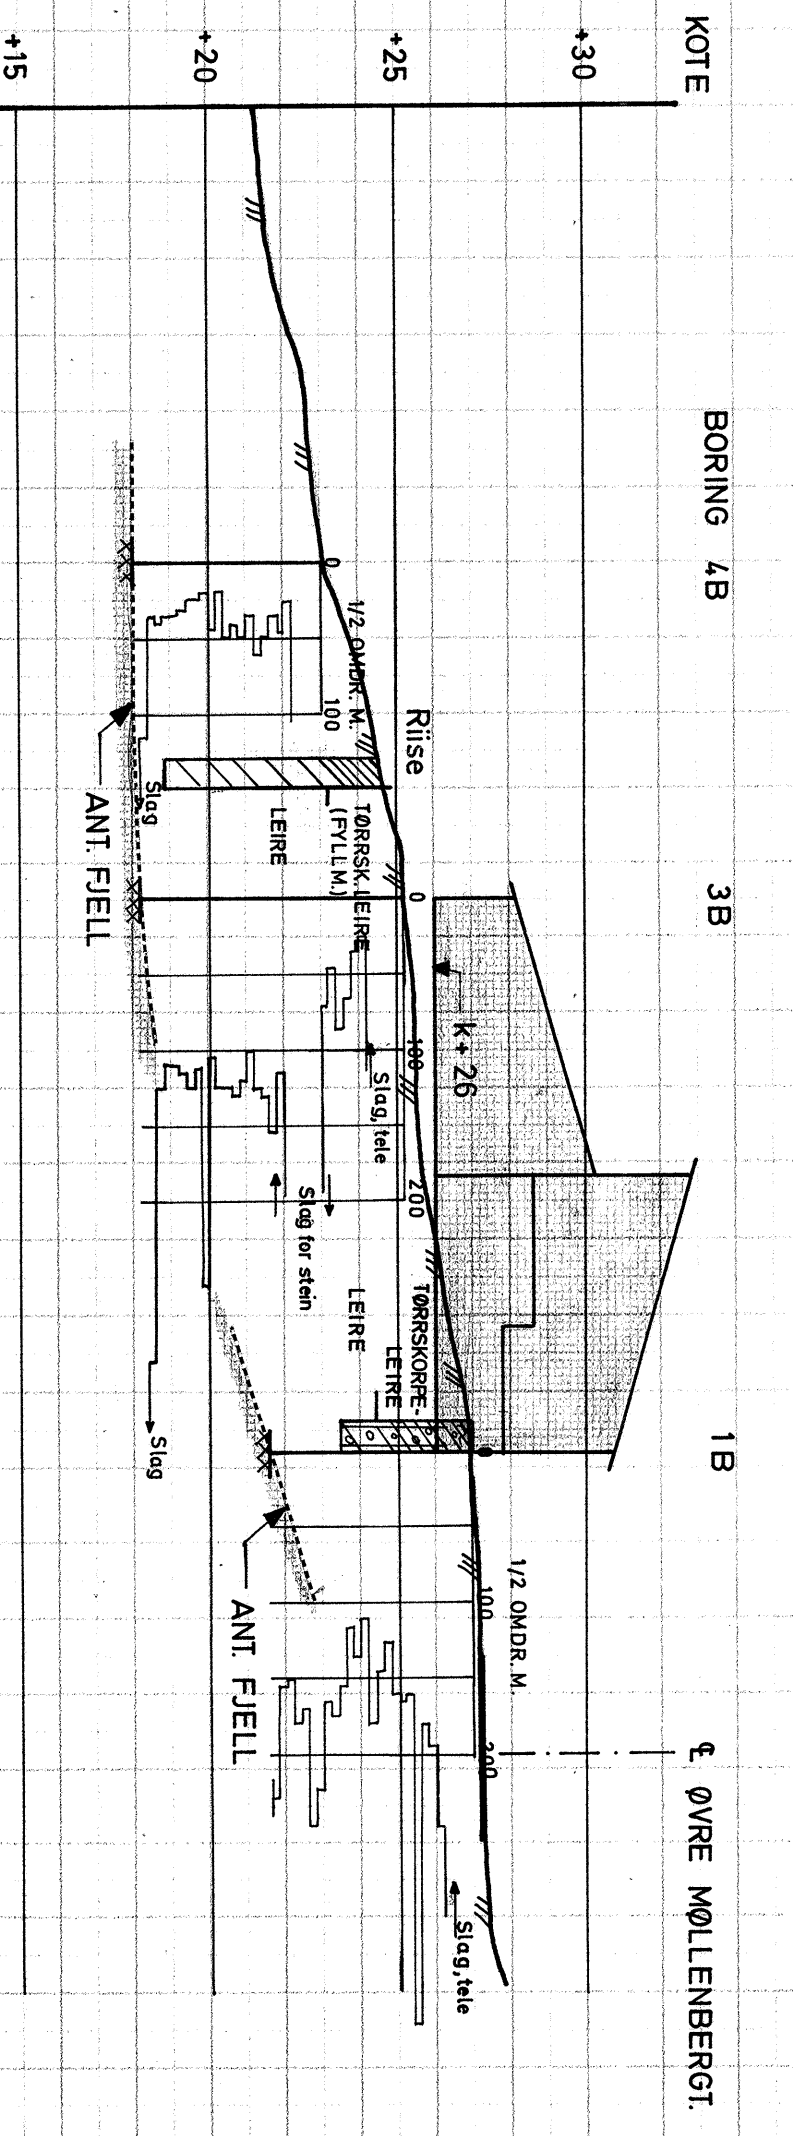 KOTE
+30
+25
+20
+15
BORING 4B
3B
1B
℄ ØVRE MØLLENBERGT.
0
1/2 OMDR. M.
100
Slag
ANT. FJELL
Riise
TØRRSK. LEIRE
(FYLLM.)
LEIRE
0
100
200
k + 26
Slag, tele
Slag for stein
Slag
TØRRSKORPE-
LEIRE
LEIRE
1/2 OMDR. M.
100
200
Slag, tele
ANT. FJELL